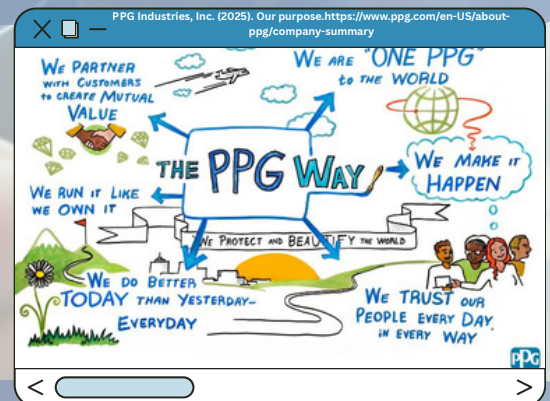 PPG Industries, Inc. (2025). Our purpose.https://www.ppg.com/en-US/about-
ppg/company-summary
WE PARTNER
WITH CUSTOMERS
to CREATE MUTUAL
VALUE
WE ARE "ONE PPG"
to THE WORLD
THE PPG WAY
WE MAKE IT
HAPPEN
WE RUN IT LIKE
WE OWN IT
WE PROTECT AND BEAUTIFY THE WORLD
WE DO BETTER
TODAY THAN YESTERDAY-
EVERYDAY
WE TRUST OUR
PEOPLE EVERY DAY,
IN EVERY WAY
PPG